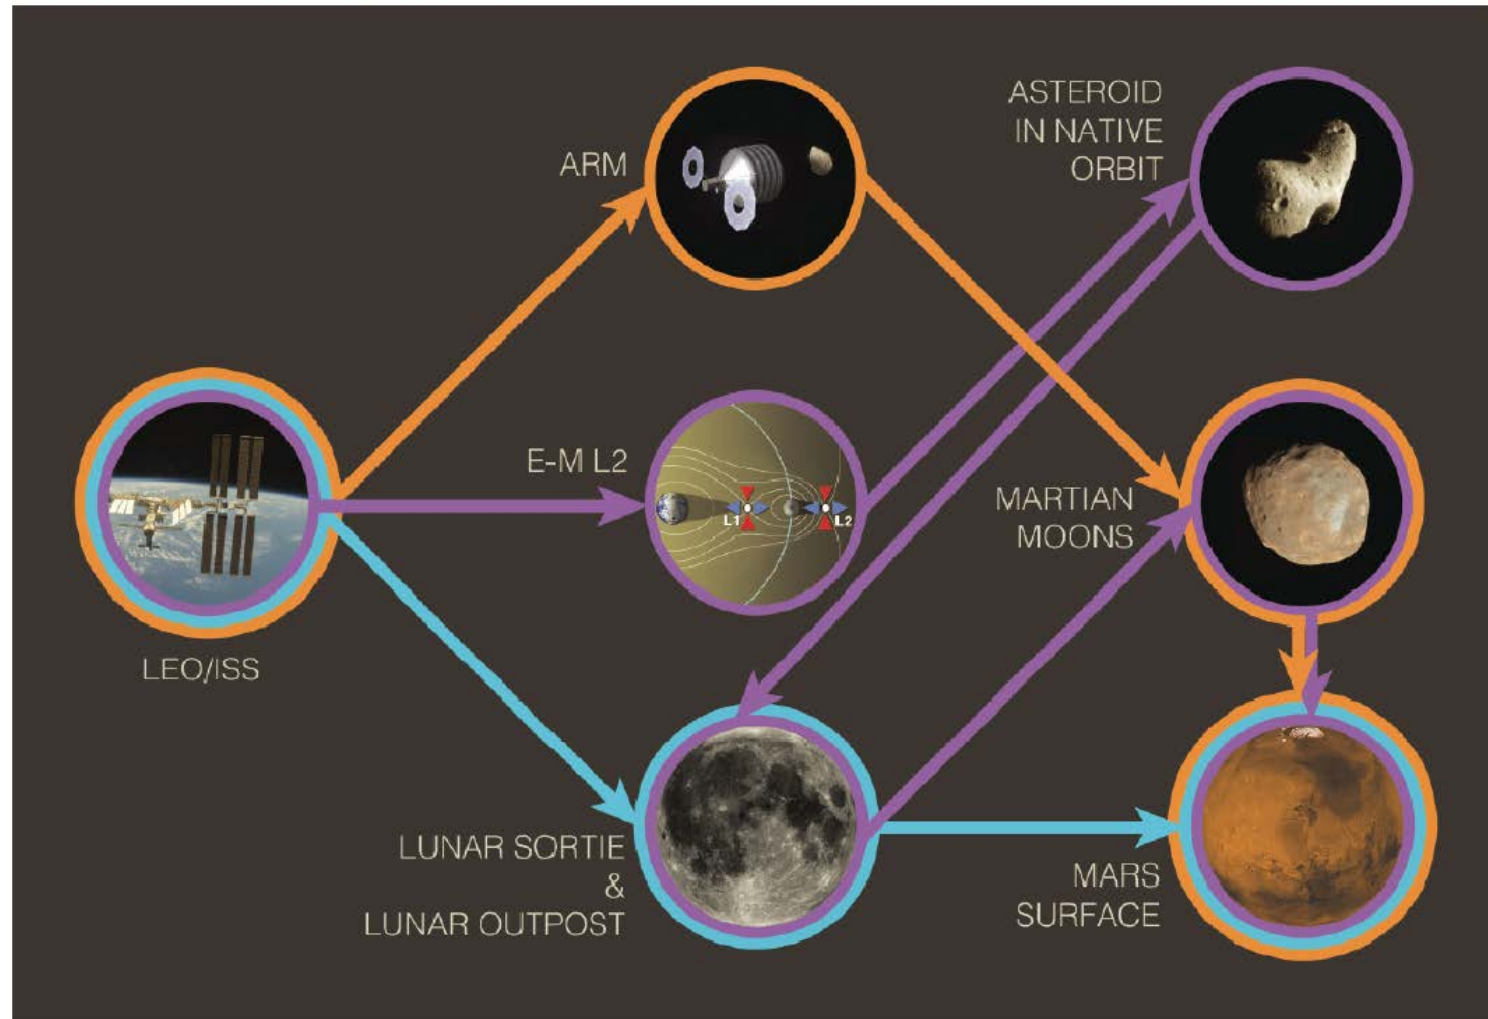 ARM
ASTEROID
IN NATIVE
ORBIT
E-M L2
L1
L2
MARTIAN
MOONS
LEO/ISS
LUNAR SORTIE
&
LUNAR OUTPOST
MARS
SURFACE